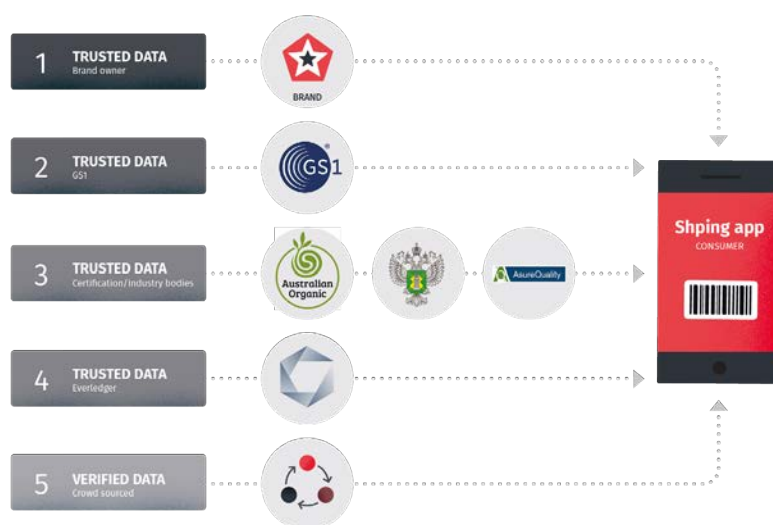 1 TRUSTED DATA
Brand owner
BRAND
2 TRUSTED DATA
GS1
GS1
®
3 TRUSTED DATA
Certification/Industry bodies
Australian
Organic
AsureQuality
4 TRUSTED DATA
Everledger
5 VERIFIED DATA
Crowd sourced
Shping app
CONSUMER